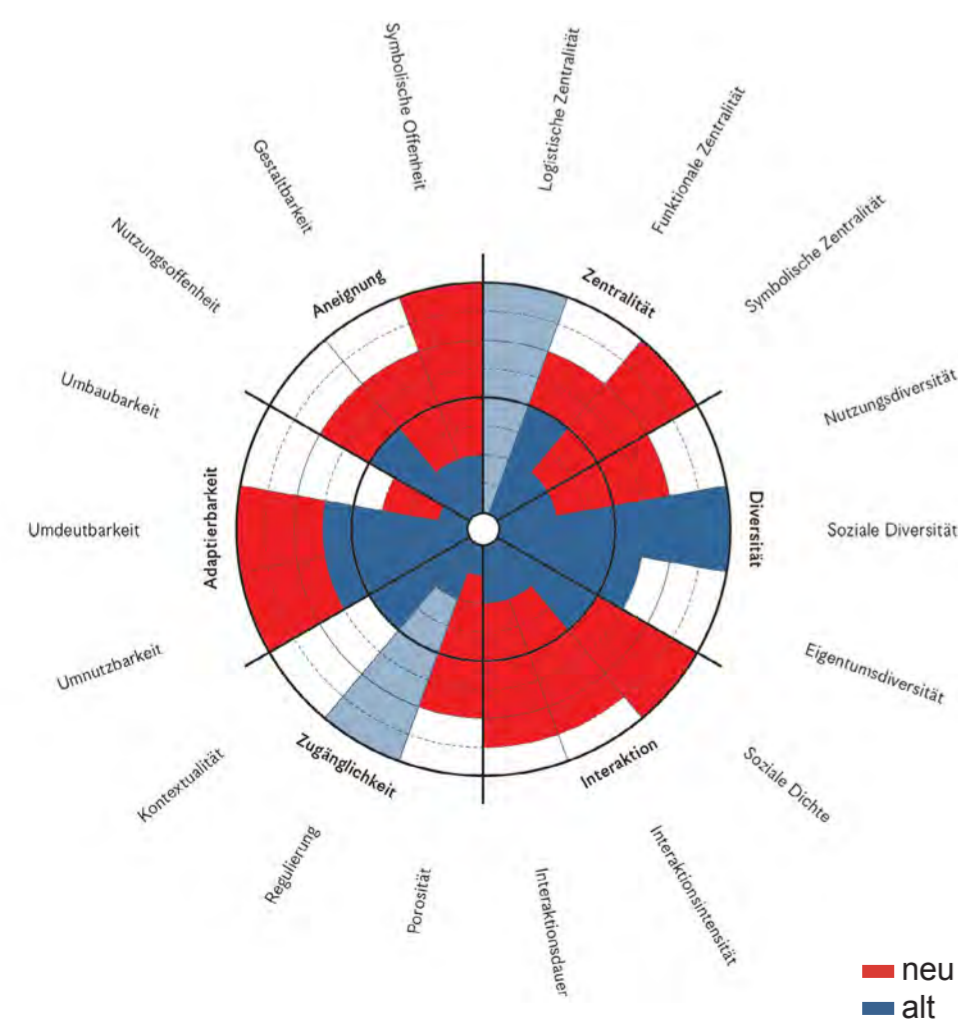 Symbolische Offenheit
Logistische Zentralität
Gestaltbarkeit
Funktionale Zentralität
Nutzungsoffenheit
Symbolische Zentralität
Aneignung
Zentralität
Umbaubarkeit
Nutzungsdiversität
Adaptierbarkeit
Umdeutbarkeit
Diversität
Soziale Diversität
Umnutzbarkeit
Eigentumsdiversität
Zugänglichkeit
Interaktion
Kontextualität
Soziale Dichte
Regulierung
Porosität
Interaktionsdauer
Interaktionsintensität
neu
alt